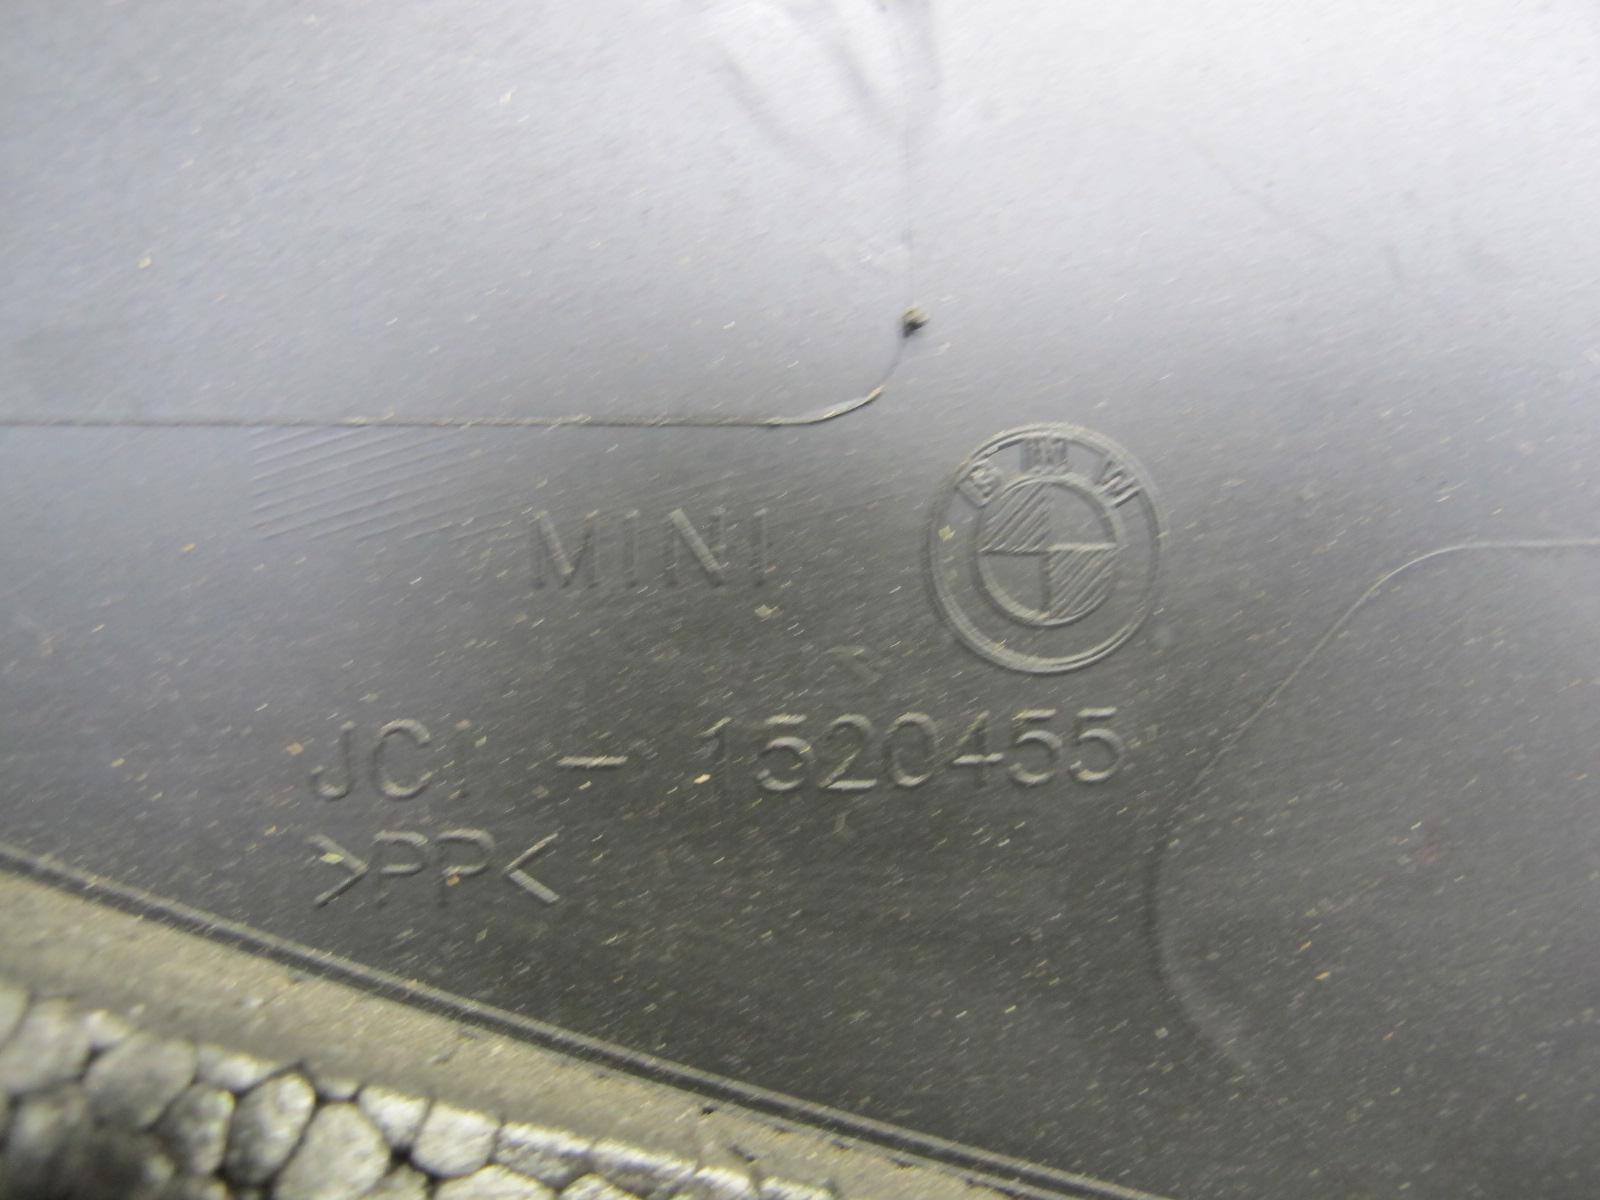 MINI BMW
JCI - 1520455
>PP<